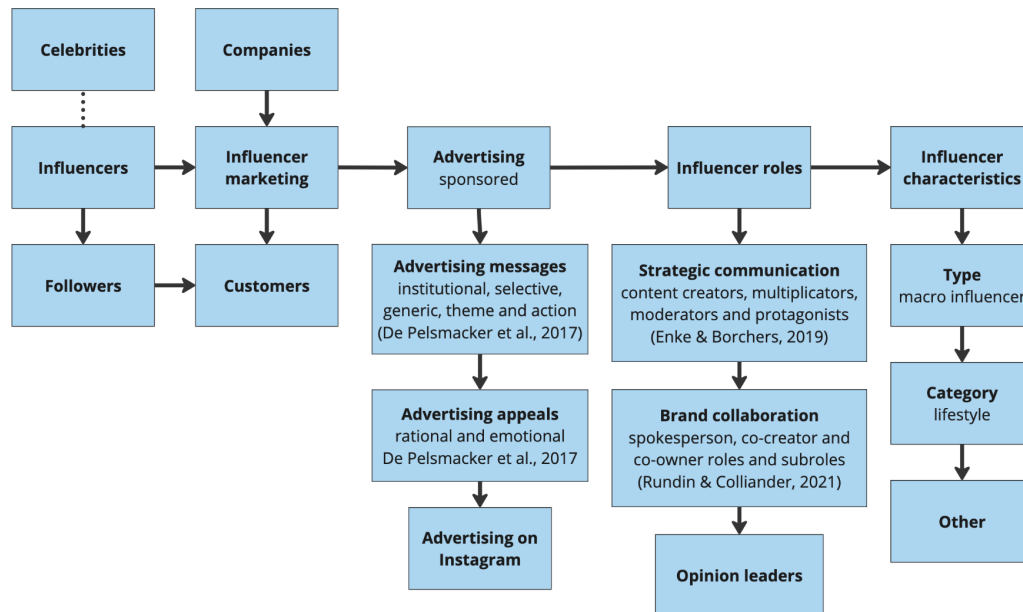 Celebrities
Companies
Influencers
Influencer
marketing
Advertising
sponsored
Influencer roles
Influencer
characteristics
Followers
Customers
Advertising messages
institutional, selective,
generic, theme and action
(De Pelsmacker et al., 2017)
Strategic communication
content creators, multiplicators,
moderators and protagonists
(Enke & Borchers, 2019)
Type
macro influencer
Advertising appeals
rational and emotional
De Pelsmacker et al., 2017
Brand collaboration
spokesperson, co-creator and
co-owner roles and subroles
(Rundin & Colliander, 2021)
Category
lifestyle
Advertising on
Instagram
Opinion leaders
Other